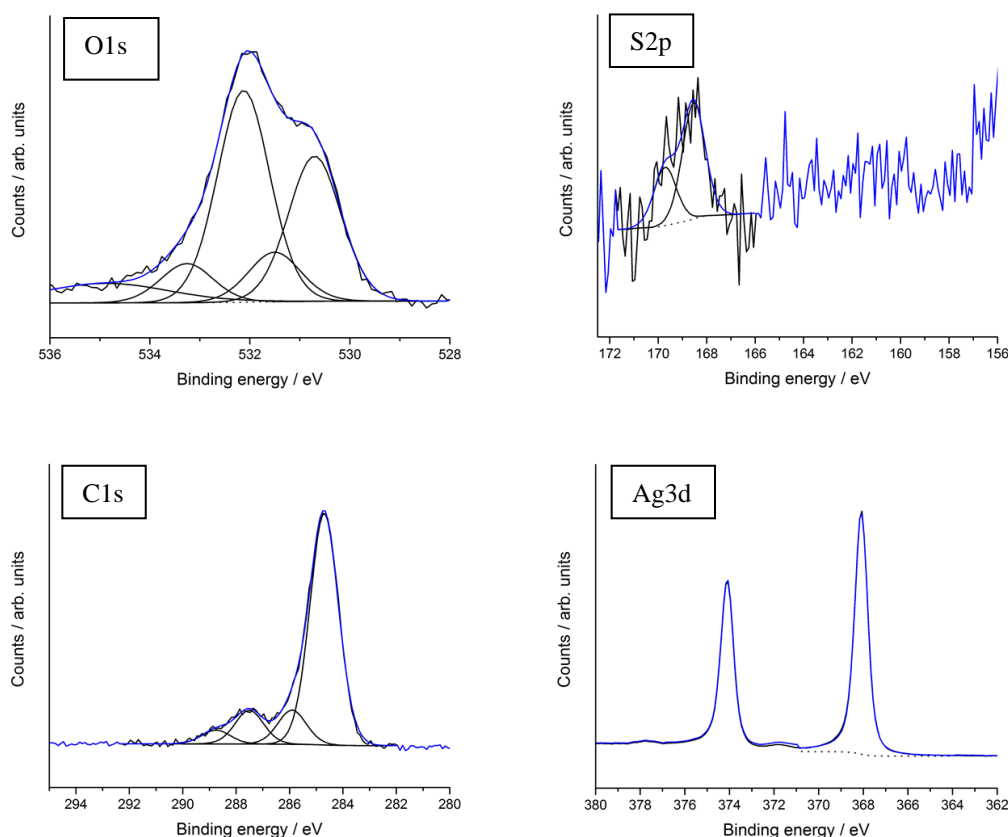 O1s
Counts / arb. units
536 534 532 530 528
Binding energy / eV
S2p
Counts / arb. units
172 170 168 166 164 162 160 158 156
Binding energy / eV
C1s
Counts / arb. units
294 292 290 288 286 284 282 280
Binding energy / eV
Ag3d
Counts / arb. units
380 378 376 374 372 370 368 366 364 362
Binding energy / eV